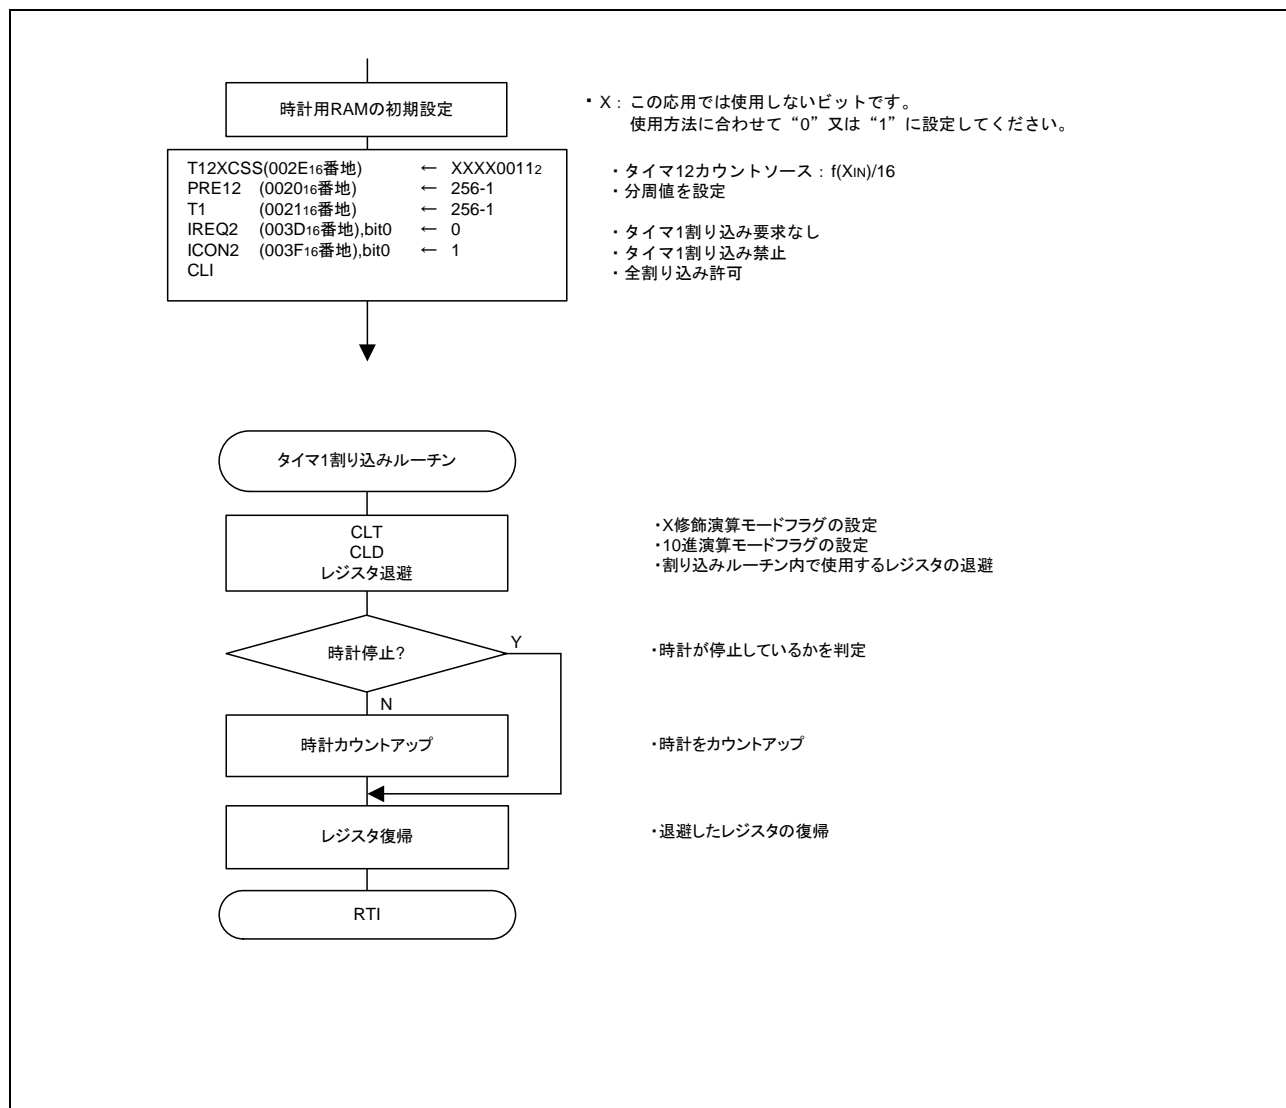 時計用RAMの初期設定
・X : この応用では使用しないビットです。
使用方法に合わせて “0” 又は “1” に設定してください。
T12XCSS(002E16番地) ← XXXX00112 ・タイマ12カウントソース : f(XIN)/16
PRE12 (002016番地) ← 256-1 ・分周値を設定
T1 (002116番地) ← 256-1
IREQ2 (003D16番地),bit0 ← 0 ・タイマ1割り込み要求なし
ICON2 (003F16番地),bit0 ← 1 ・タイマ1割り込み禁止
CLI ・全割り込み許可
タイマ1割り込みルーチン
CLT ・X修飾演算モードフラグの設定
CLD ・10進演算モードフラグの設定
レジスタ退避 ・割り込みルーチン内で使用するレジスタの退避
時計停止? Y ・時計が停止しているかを判定
N
時計カウントアップ ・時計をカウントアップ
レジスタ復帰 ・退避したレジスタの復帰
RTI